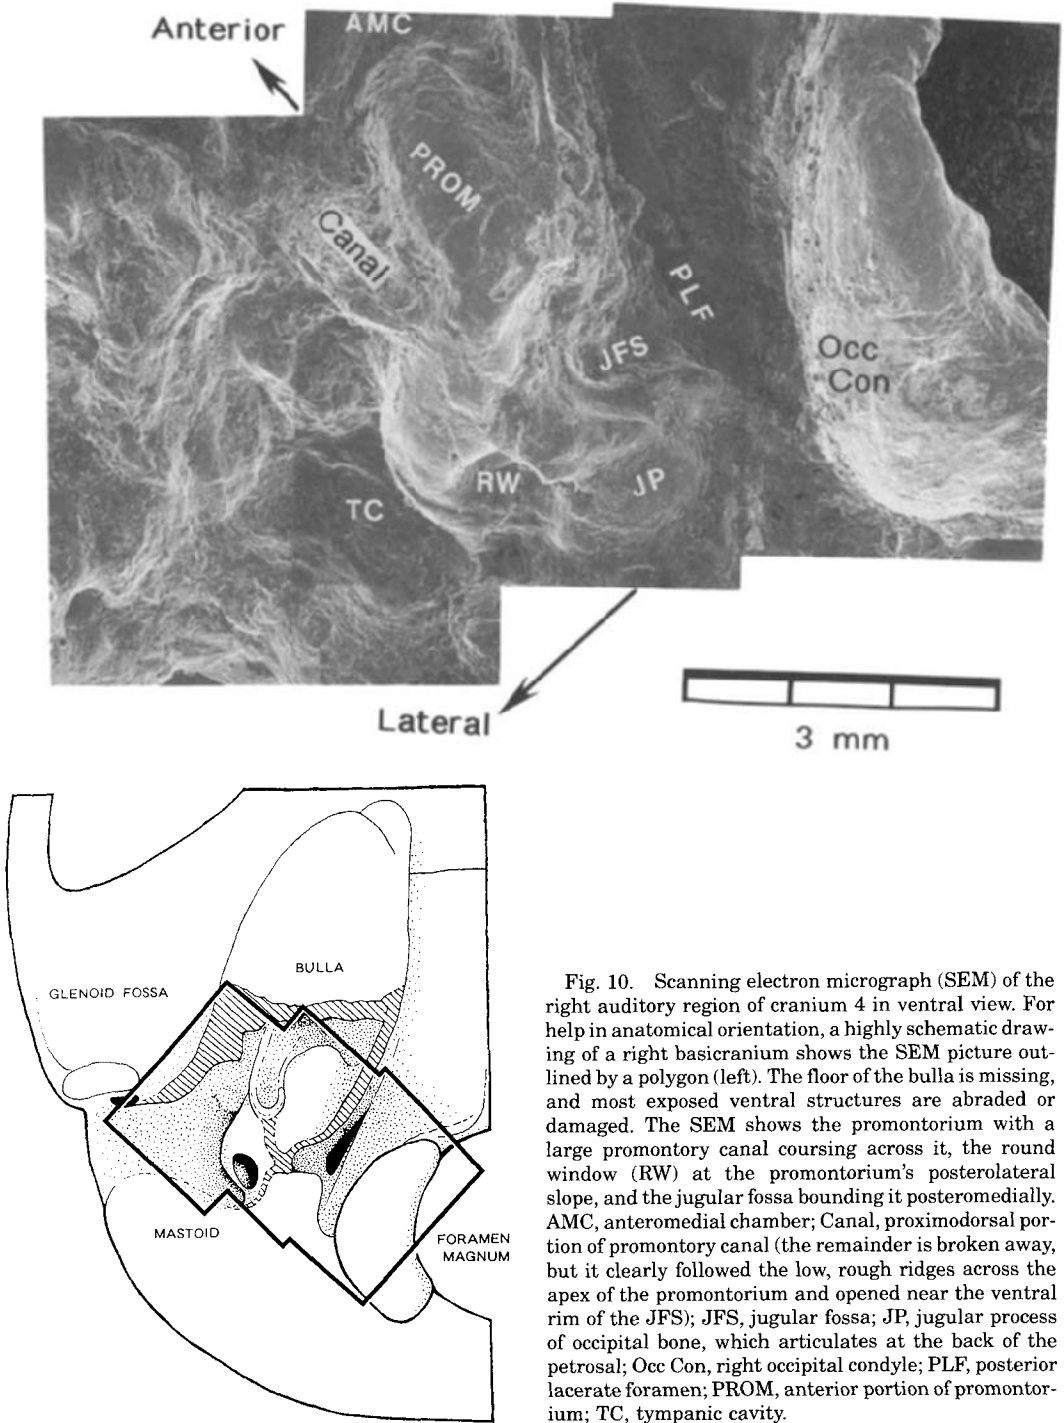 AMC
Anterior
PROM
Canal
PLF
JFS
Occ
Con
RW
JP
TC
Lateral
3 mm
BULLA
GLENOID FOSSA
MASTOID
FORAMEN
MAGNUM
Fig. 10. Scanning electron micrograph (SEM) of the
right auditory region of cranium 4 in ventral view. For
help in anatomical orientation, a highly schematic draw-
ing of a right basicranium shows the SEM picture out-
lined by a polygon (left). The floor of the bulla is missing,
and most exposed ventral structures are abraded or
damaged. The SEM shows the promontorium with a
large promontory canal coursing across it, the round
window (RW) at the promontorium's posterolateral
slope, and the jugular fossa bounding it posteromedially.
AMC, anteromedial chamber; Canal, proximodorsal por-
tion of promontory canal (the remainder is broken away,
but it clearly followed the low, rough ridges across the
apex of the promontorium and opened near the ventral
rim of the JFS); JFS, jugular fossa; JP, jugular process
of occipital bone, which articulates at the back of the
petrosal; Occ Con, right occipital condyle; PLF, posterior
lacerate foramen; PROM, anterior portion of promontor-
ium; TC, tympanic cavity.